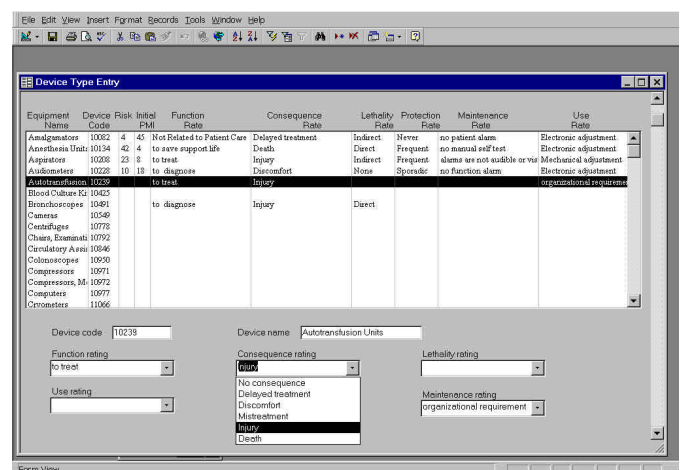 File Edit View Insert Format Records Tools Window Help
Device Type Entry
Equipment Device Risk Initial Function Consequence Lethality Protection Maintenance Use
Name Code PMI Rate Rate Rate Rate Rate Rate
Amalgamators 10082 4 45 Not Related to Patient Care Delayed treatment Indirect Never no patient alarm Electronic adjustment
Anesthesia Unit 10134 42 4 to save support life Death Direct Frequent no manual self test Electronic adjustment
Aspirators 10208 23 8 to treat Injury Indirect Frequent alarms are not audible or vis Mechanical adjustment
Audiometers 10228 10 18 to diagnose Discomfort None Sporadic no function alarm Electronic adjustment
Autotransfusion 10239 to treat Injury organizational requireme
Blood Culture Ki 10425
Bronchoscopes 10491 to diagnose Injury Direct
Cameras 10549
Centrifuges 10778
Chairs, Examinati 10792
Circulatory Assis 10846
Colonoscopes 10950
Compressors 10971
Compressors, M 10972
Computers 10977
Cryometers 11066
Device code 10239 Device name Autotransfusion Units
Function rating Consequence rating Lethality rating
to treat Injury
No consequence
Use rating Delayed treatment Maintenance rating
Discomfort organizational requirement
Mistreatment
Injury
Death
Form View